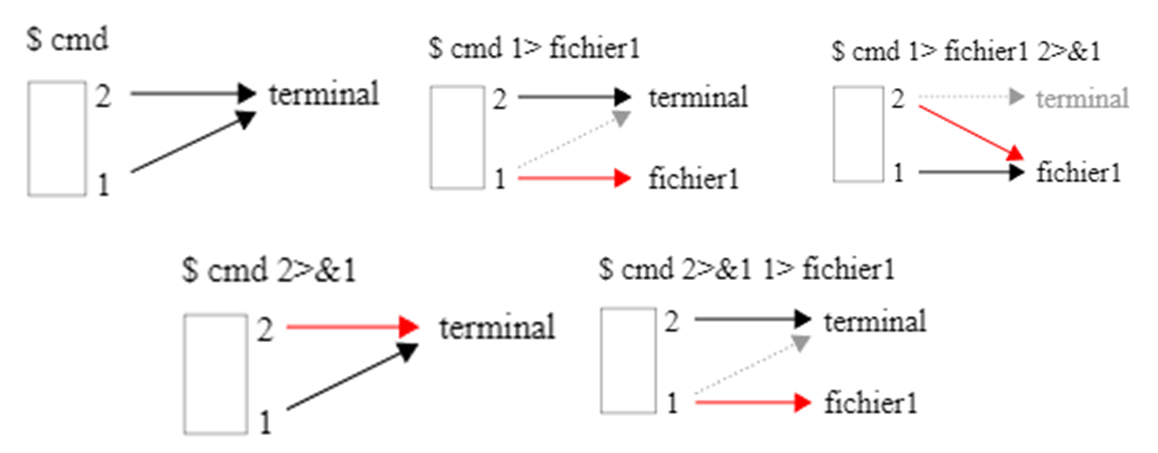 $ cmd
2 terminal
1
$ cmd 1> fichier1
2 terminal
1 fichier1
$ cmd 1> fichier1 2>&1
2 terminal
1 fichier1
$ cmd 2>&1
2 terminal
1
$ cmd 2>&1 1> fichier1
2 terminal
1 fichier1